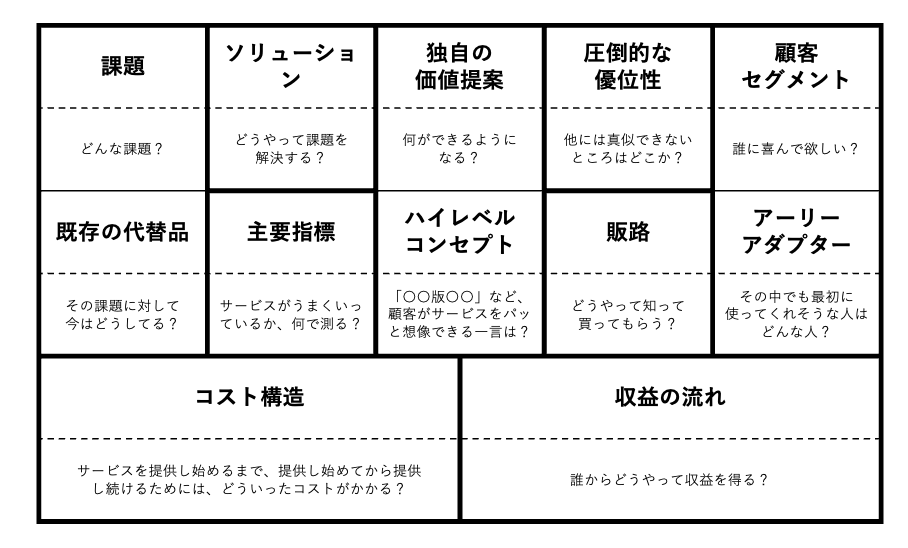 課題
どんな課題？
ソリューショ
ン
どうやって課題を
解決する？
独自の
価値提案
何ができるように
なる？
圧倒的な
優位性
他には真似できない
ところはどこか？
顧客
セグメント
誰に喜んで欲しい？
既存の代替品
その課題に対して
今はどうしてる？
主要指標
サービスがうまくいっ
ているか、何で測る？
ハイレベル
コンセプト
「〇〇版〇〇」など、
顧客がサービスをパッ
と想像できる一言は？
販路
どうやって知って
買ってもらう？
アーリー
アダプター
その中でも最初に
使ってくれそうな人は
どんな人？
コスト構造
サービスを提供し始めるまで、提供し始めてから提供
し続けるためには、どういったコストがかかる？
収益の流れ
誰からどうやって収益を得る？